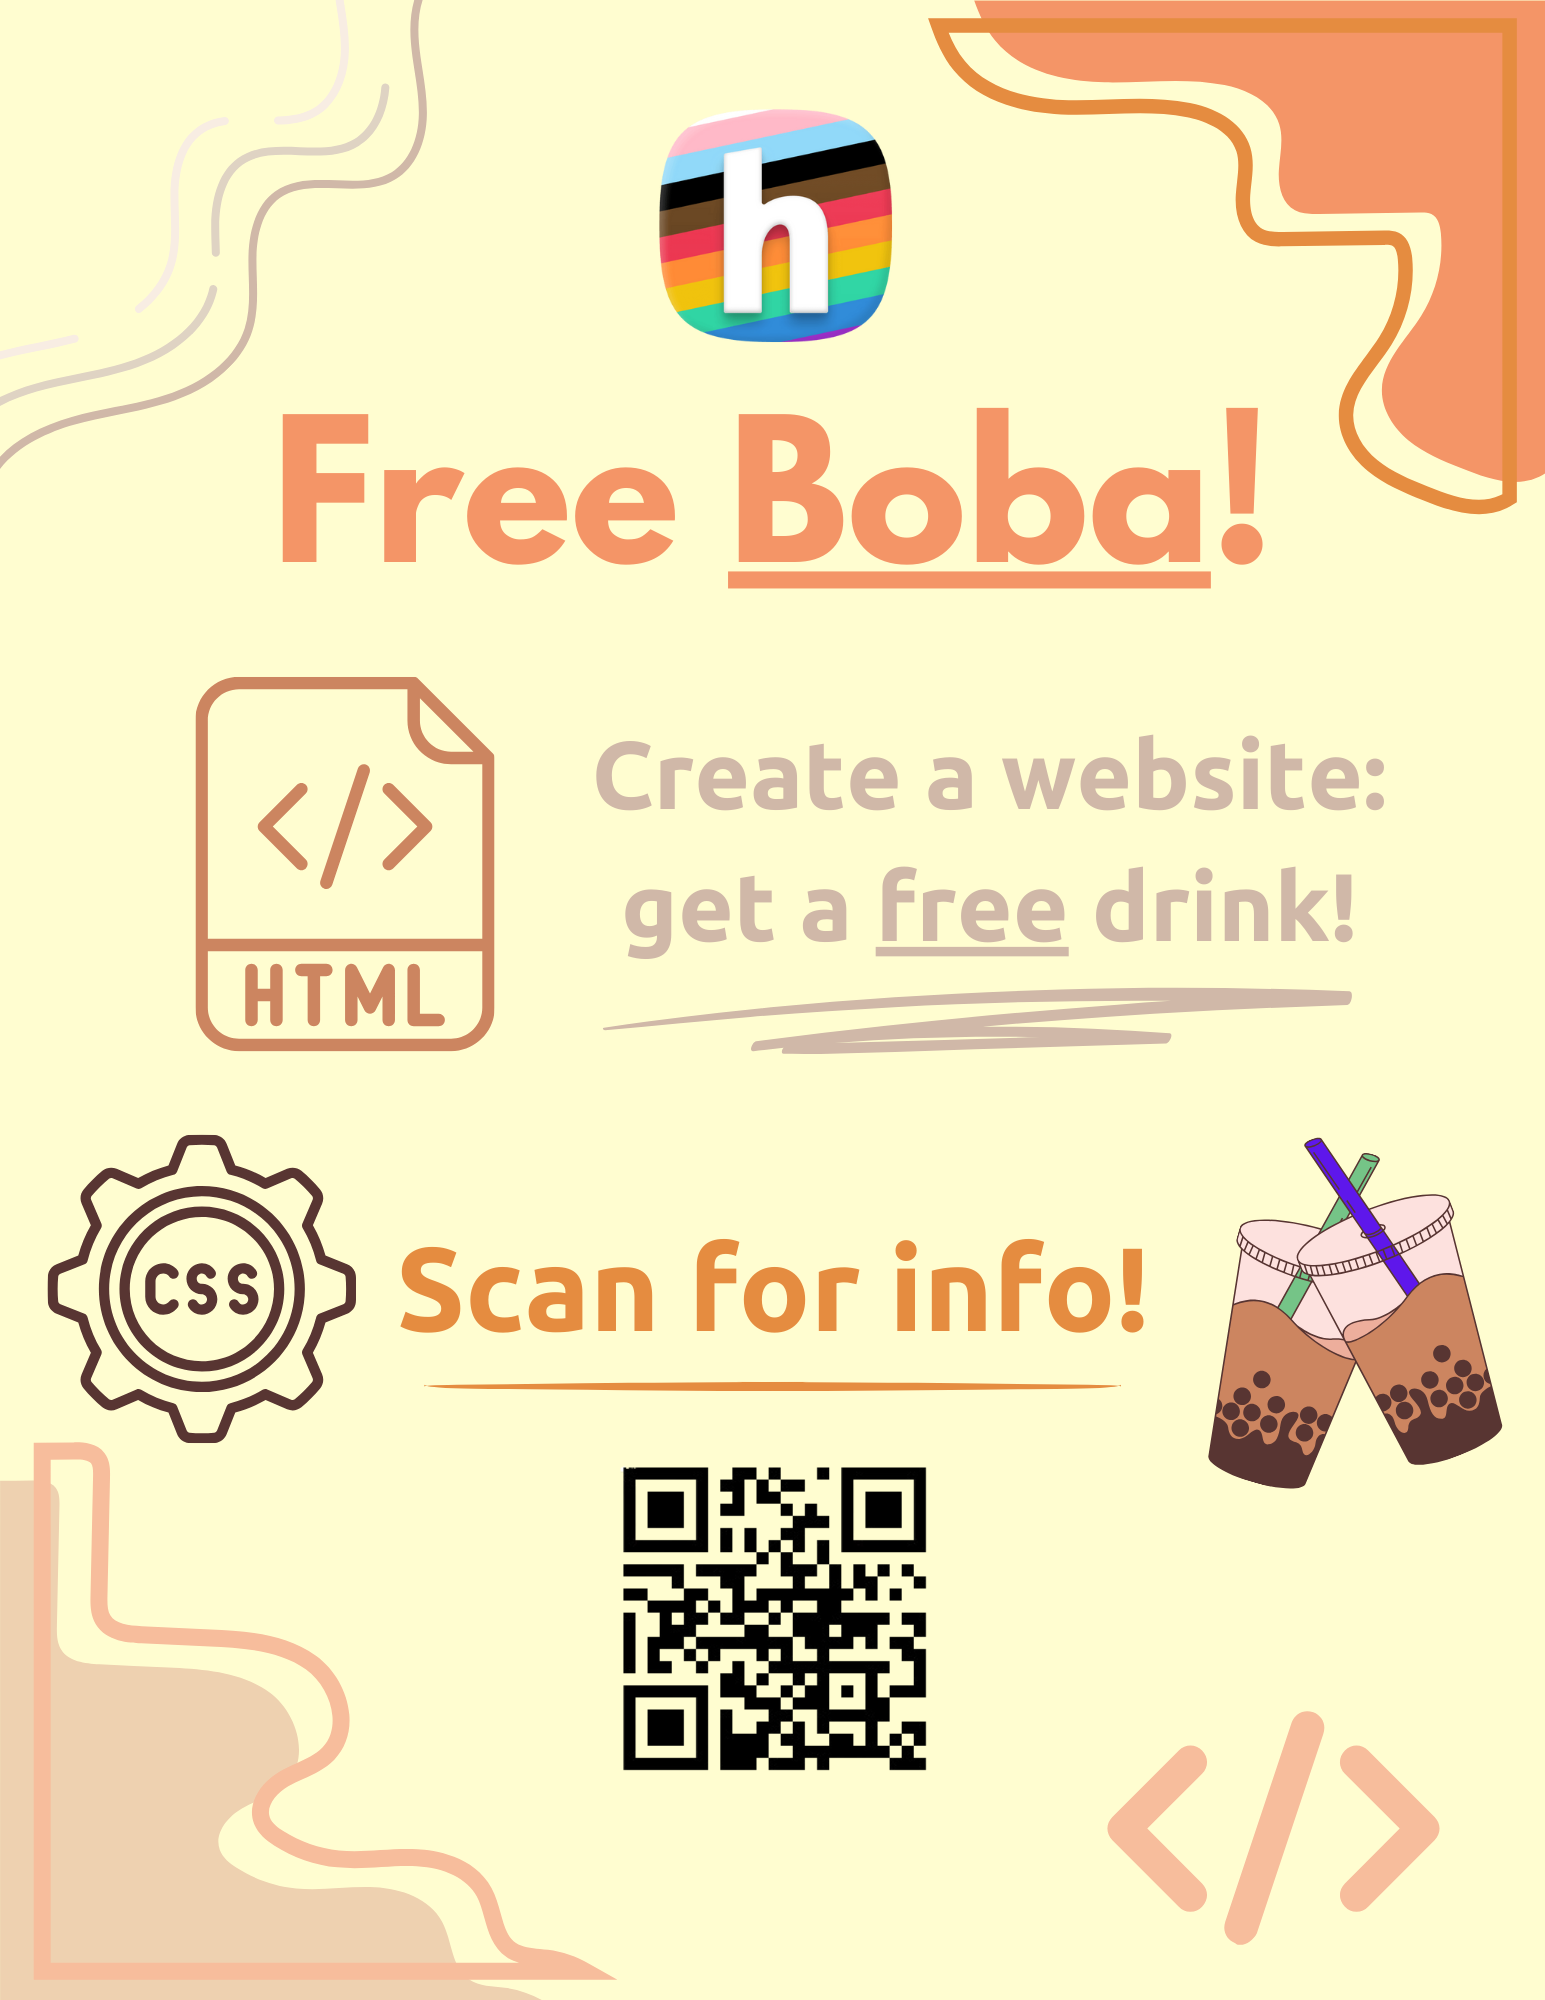 h
Free Boba!
Create a website:
get a free drink!
HTML
CSS
Scan for info!